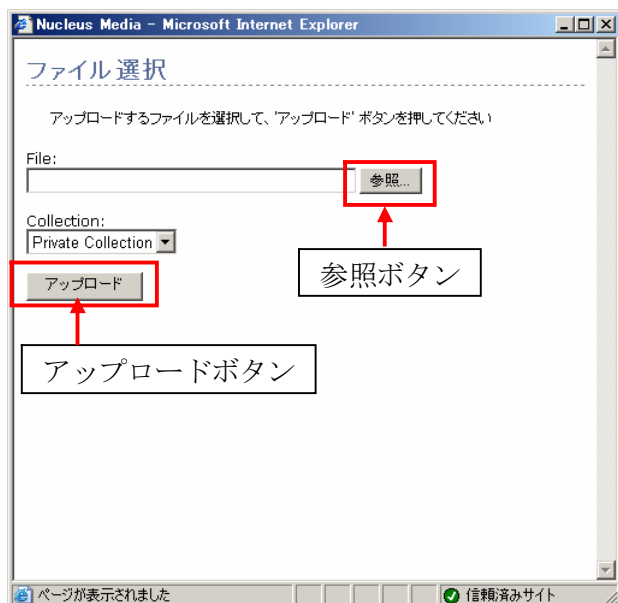 Nucleus Media - Microsoft Internet Explorer
ファイル選択
アップロードするファイルを選択して、'アップロード' ボタンを押してください
File:
参照...
Collection:
Private Collection
参照ボタン
アップロード
アップロードボタン
ページが表示されました
信頼済みサイト